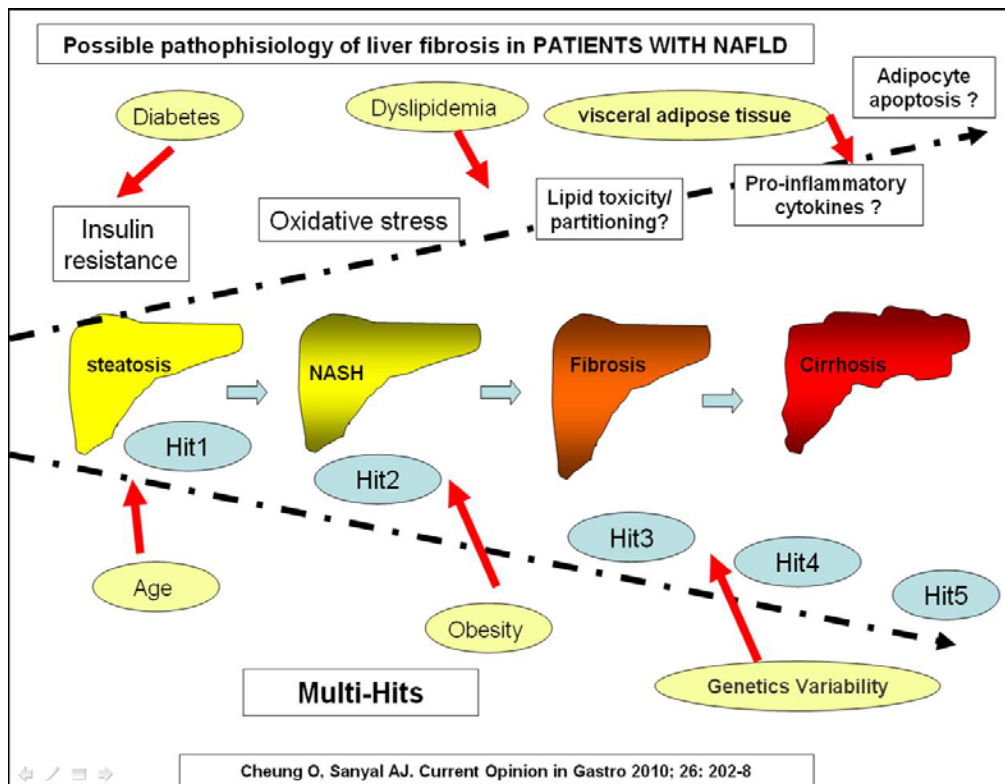 Possible pathophisiology of liver fibrosis in PATIENTS WITH NAFLD
Adipocyte
apoptosis ?
Diabetes
Dyslipidemia
visceral adipose tissue
Insulin
resistance
Oxidative stress
Lipid toxicity/
partitioning?
Pro-inflammatory
cytokines ?
steatosis
NASH
Fibrosis
Cirrhosis
Hit1
Hit2
Hit3
Hit4
Hit5
Age
Obesity
Genetics Variability
Multi-Hits
Cheung O, Sanyal AJ. Current Opinion in Gastro 2010; 26: 202-8